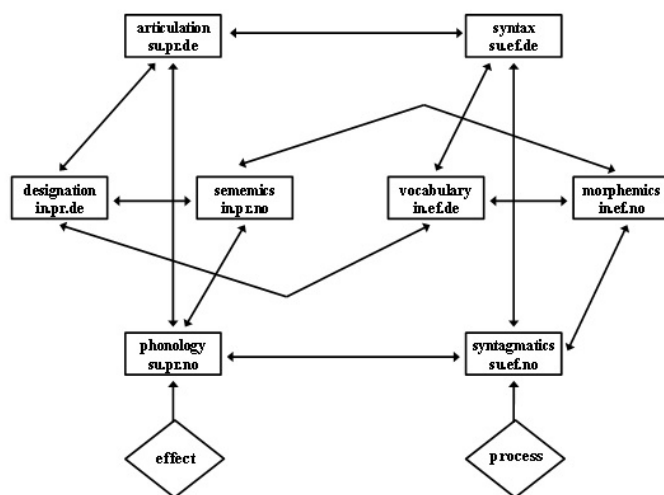 articulation
su.pr.de
syntax
su.ef.de
designation
in.pr.de
sememics
in.pr.no
vocabulary
in.ef.de
morphemics
in.ef.no
phonology
su.pr.no
syntagmatics
su.ef.no
effect
process